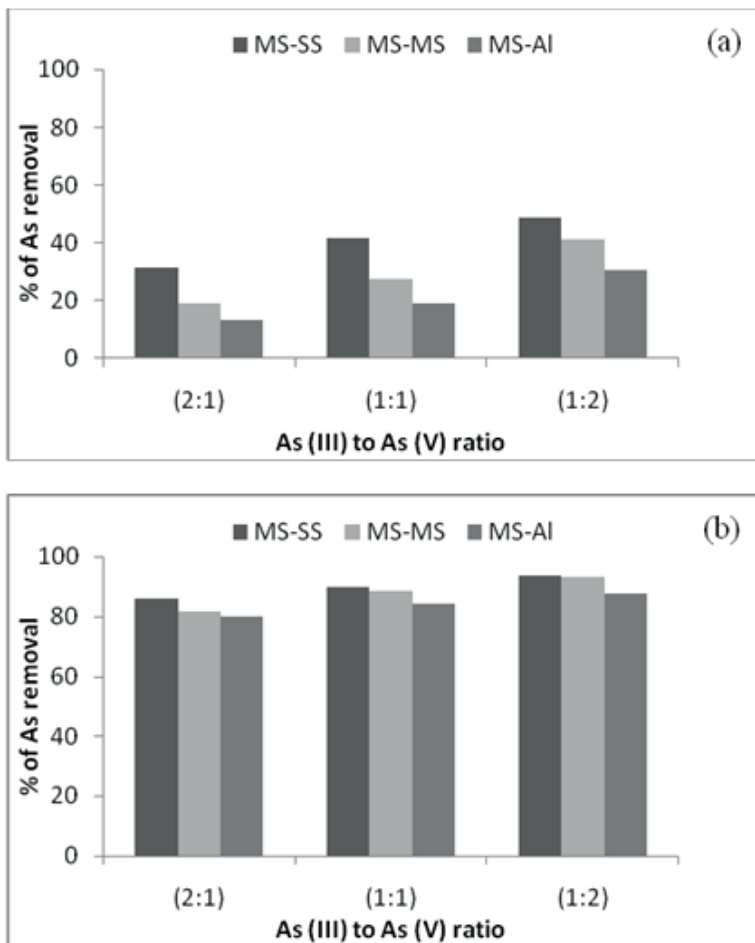 MS-SS MS-MS MS-Al (a)
100
80
60
40
20
0
% of As removal
(2:1) (1:1) (1:2)
As (III) to As (V) ratio
MS-SS MS-MS MS-Al (b)
100
80
60
40
20
0
% of As removal
(2:1) (1:1) (1:2)
As (III) to As (V) ratio